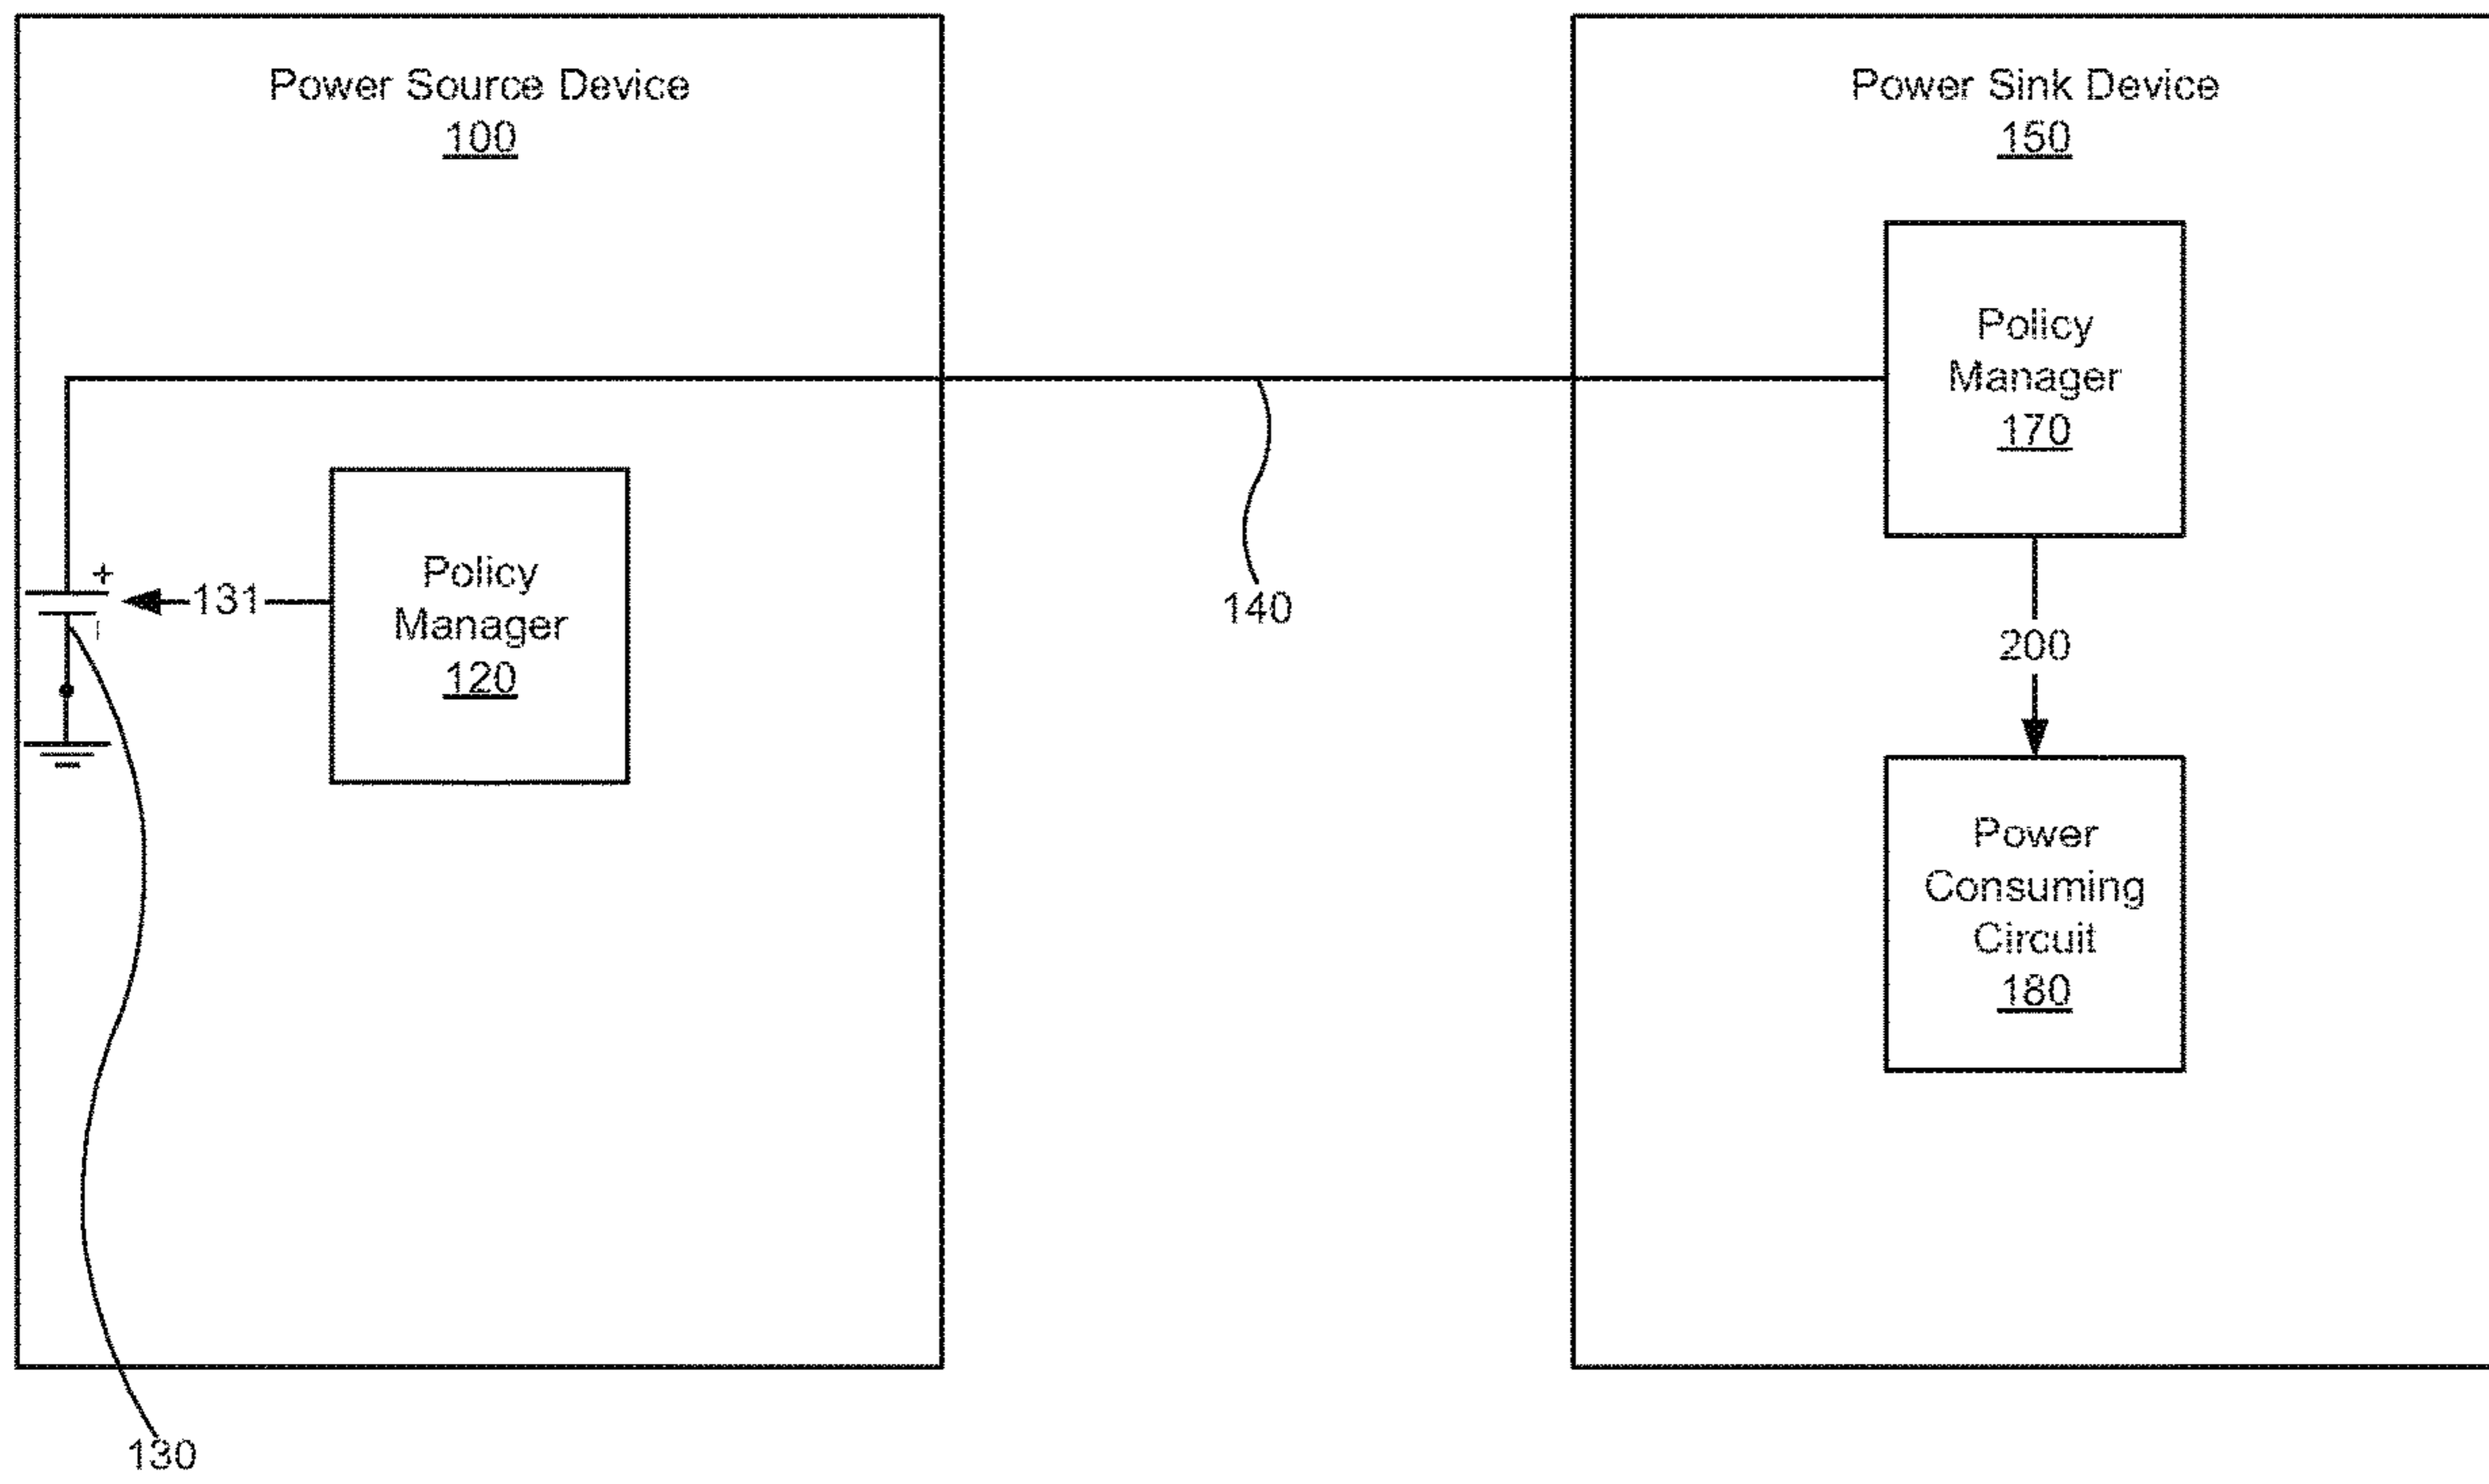 Power Source Device
100
Power Sink Device
150
Policy
Manager
170
Policy
Manager
120
+
131
140
200
Power
Consuming
Circuit
180
130